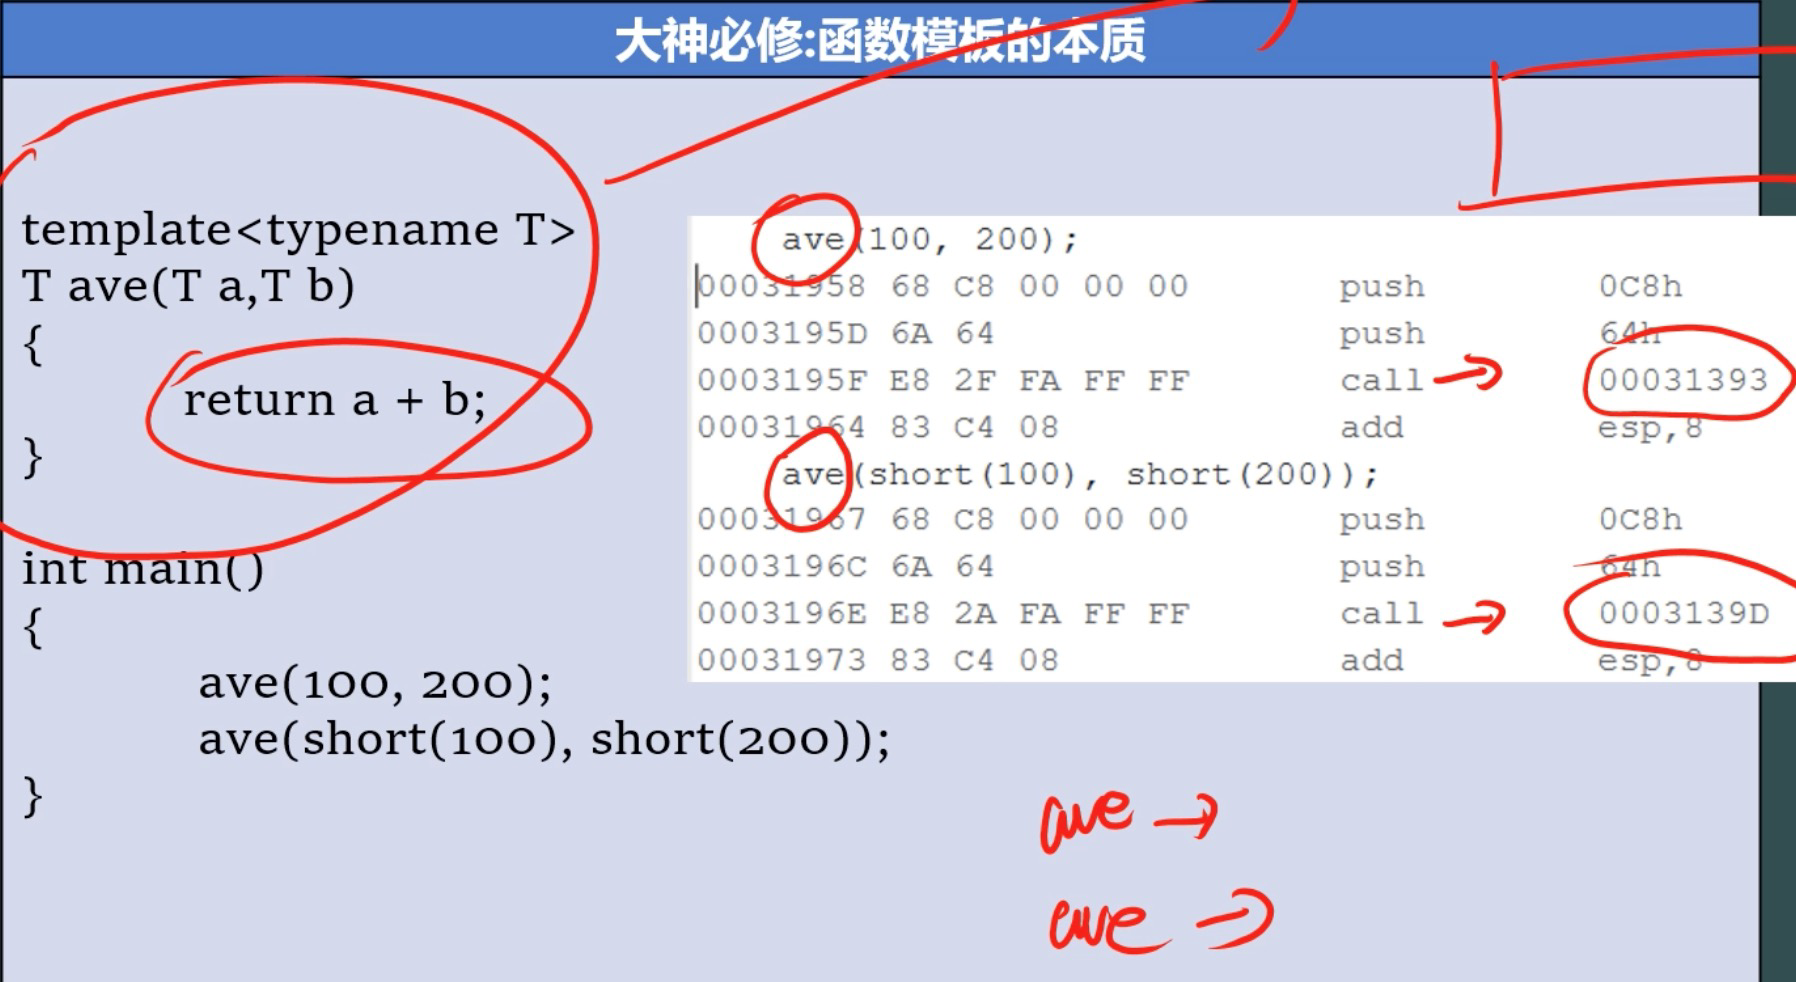 大神必修:函数模板的本质
template<typename T>
T ave(T a,T b)
{
return a + b;
}
int main()
{
ave(100, 200);
ave(short(100), short(200));
}
ave(100, 200);
00031958 68 C8 00 00 00 push 0C8h
0003195D 6A 64 push 64h
0003195F E8 2F FA FF FF call 00031393
00031964 83 C4 08 add esp,8
ave(short(100), short(200));
00031967 68 C8 00 00 00 push 0C8h
0003196C 6A 64 push 64h
0003196E E8 2A FA FF FF call 0003139D
00031973 83 C4 08 add esp,8
ave →
ave →